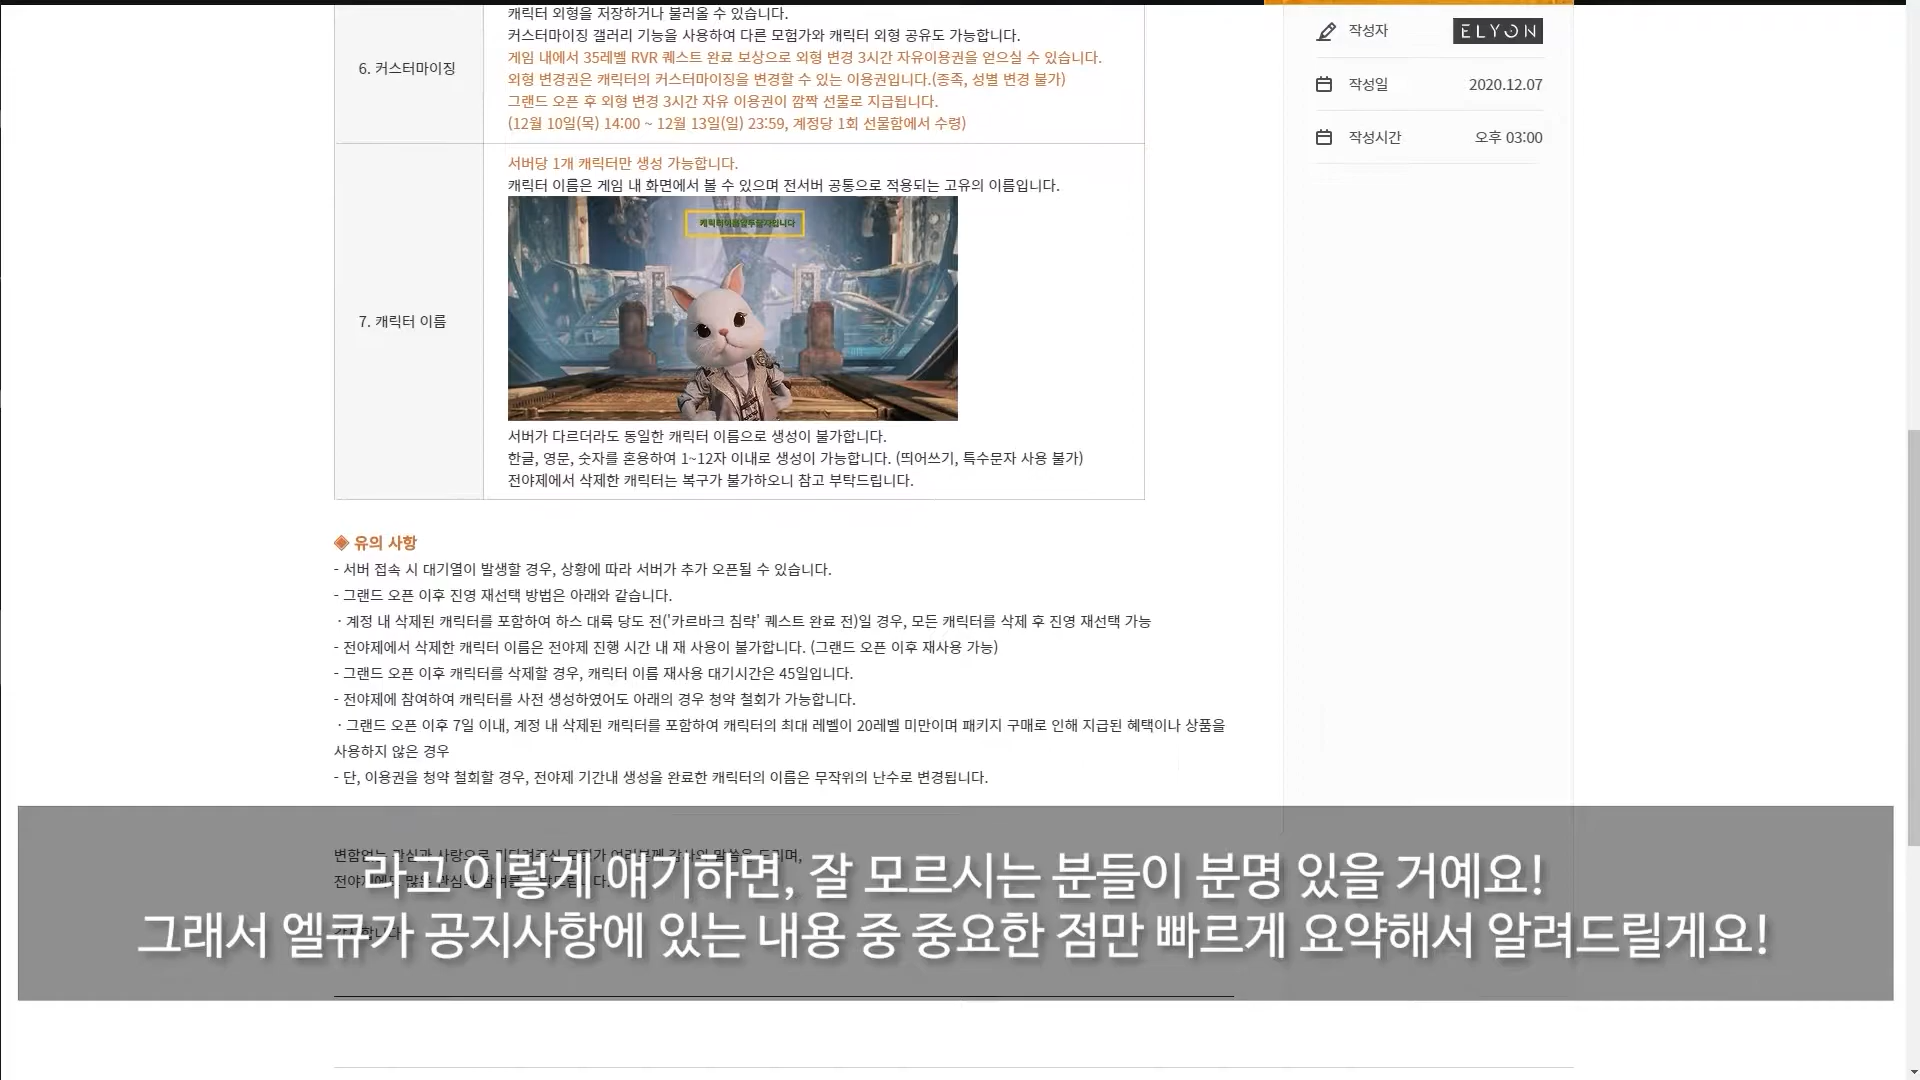 캐릭터 외형을 저장하거나 불러올 수 있습니다.
6. 커스터마이징
커스터마이징 갤러리 기능을 사용하여 다른 모험가와 캐릭터 외형 공유도 가능합니다.
게임 내에서 35레벨 RVR 퀘스트 완료 보상으로 외형 변경 3시간 자유이용권을 얻으실 수 있습니다.
외형 변경권은 캐릭터의 커스터마이징을 변경할 수 있는 이용권입니다.(종족, 성별 변경 불가)
그랜드 오픈 후 외형 변경 3시간 자유 이용권이 깜짝 선물로 지급됩니다.
(12월 10일(목) 14:00 ~ 12월 13일(일) 23:59, 계정당 1회 선물함에서 수령)
7. 캐릭터 이름
서버당 1개 캐릭터만 생성 가능합니다.
캐릭터 이름은 게임 내 화면에서 볼 수 있으며 전서버 공통으로 적용되는 고유의 이름입니다.
서버가 다르더라도 동일한 캐릭터 이름으로 생성이 불가합니다.
한글, 영문, 숫자를 혼용하여 1~12자 이내로 생성이 가능합니다. (띄어쓰기, 특수문자 사용 불가)
전야제에서 삭제한 캐릭터는 복구가 불가하오니 참고 부탁드립니다.
작성자 ELYON
작성일 2020.12.07
작성시간 오후 03:00
◈ 유의 사항
- 서버 접속 시 대기열이 발생할 경우, 상황에 따라 서버가 추가 오픈될 수 있습니다.
- 그랜드 오픈 이후 진영 재선택 방법은 아래와 같습니다.
· 계정 내 삭제된 캐릭터를 포함하여 하스 대륙 당도 전('카르바크 침략' 퀘스트 완료 전)일 경우, 모든 캐릭터를 삭제 후 진영 재선택 가능
- 전야제에서 삭제한 캐릭터 이름은 전야제 진행 시간 내 재 사용이 불가합니다. (그랜드 오픈 이후 재사용 가능)
- 그랜드 오픈 이후 캐릭터를 삭제할 경우, 캐릭터 이름 재사용 대기시간은 45일입니다.
- 전야제에 참여하여 캐릭터를 사전 생성하였어도 아래의 경우 청약 철회가 가능합니다.
· 그랜드 오픈 이후 7일 이내, 계정 내 삭제된 캐릭터를 포함하여 캐릭터의 최대 레벨이 20레벨 미만이며 패키지 구매로 인해 지급된 혜택이나 상품을
사용하지 않은 경우
- 단, 이용권을 청약 철회할 경우, 전야제 기간내 생성을 완료한 캐릭터의 이름은 무작위의 난수로 변경됩니다.
라고 이렇게 얘기하면, 잘 모르시는 분들이 분명 있을 거예요!
그래서 엘큐가 공지사항에 있는 내용 중 중요한 점만 빠르게 요약해서 알려드릴게요!